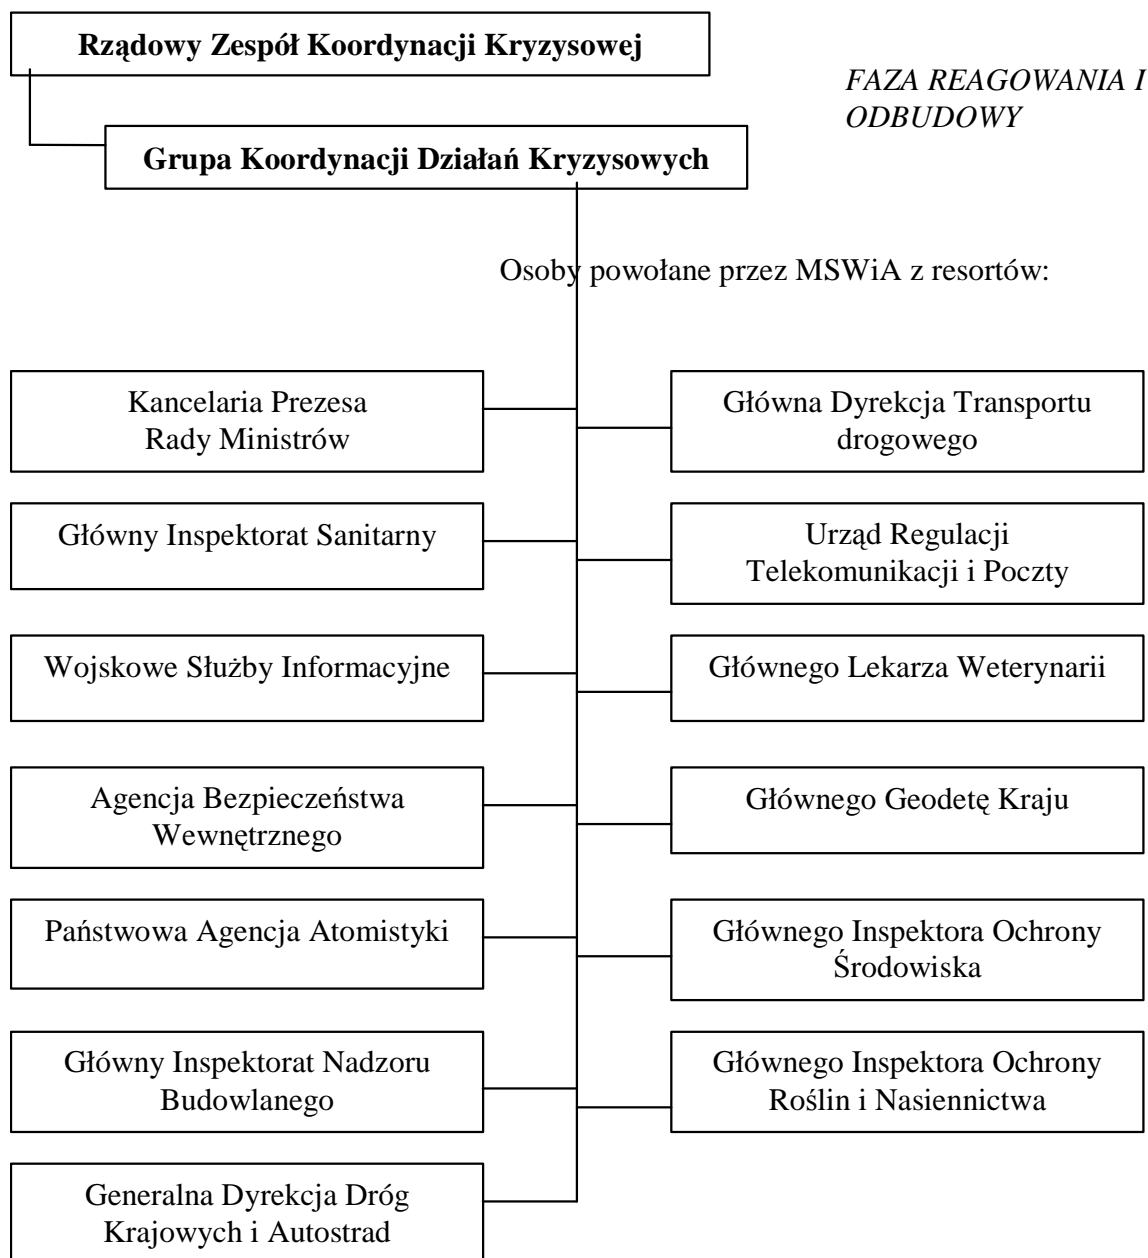 Rządowy Zespół Koordynacji Kryzysowej
FAZA REAGOWANIA I
ODBUDOWY
Grupa Koordynacji Działań Kryzysowych
Osoby powołane przez MSWiA z resortów:
Kancelaria Prezesa
Rady Ministrów
Główna Dyrekcja Transportu
drogowego
Główny Inspektorat Sanitarny
Urząd Regulacji
Telekomunikacji i Poczty
Wojskowe Służby Informacyjne
Głównego Lekarza Weterynarii
Agencja Bezpieczeństwa
Wewnętrznego
Głównego Geodetę Kraju
Państwowa Agencja Atomistyki
Głównego Inspektora Ochrony
Środowiska
Główny Inspektorat Nadzoru
Budowlanego
Głównego Inspektora Ochrony
Roślin i Nasiennictwa
Generalna Dyrekcja Dróg
Krajowych i Autostrad